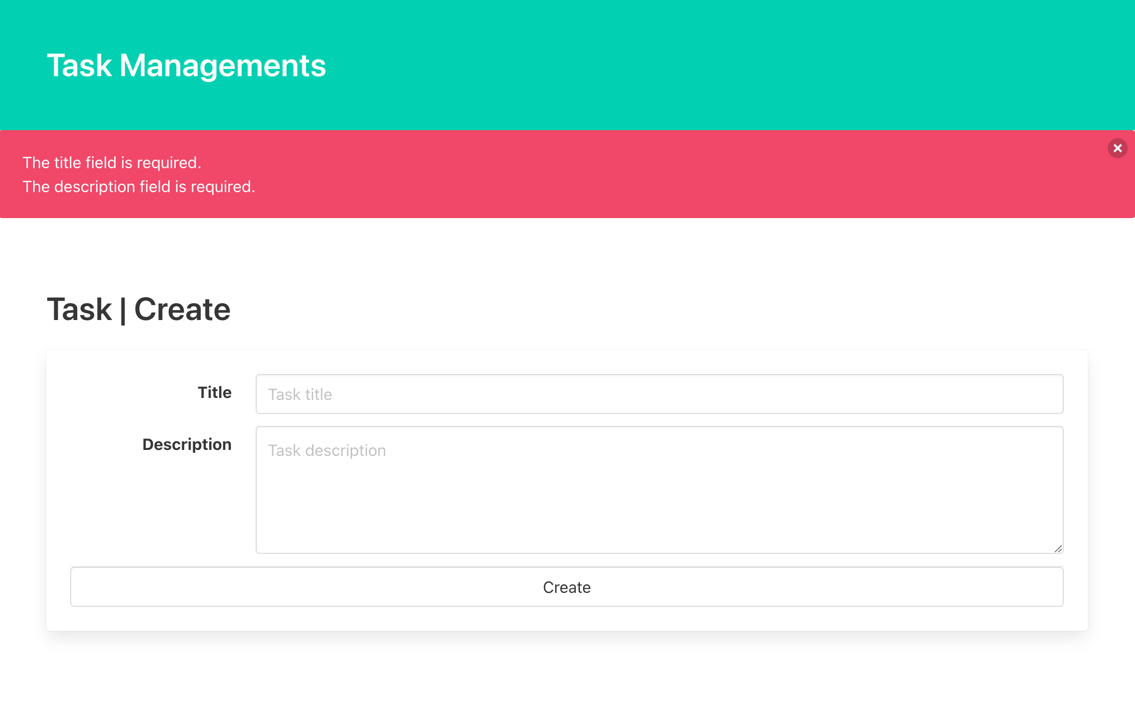 Task Managements
The title field is required.
The description field is required.
Task | Create
Title
Task title
Description
Task description
Create